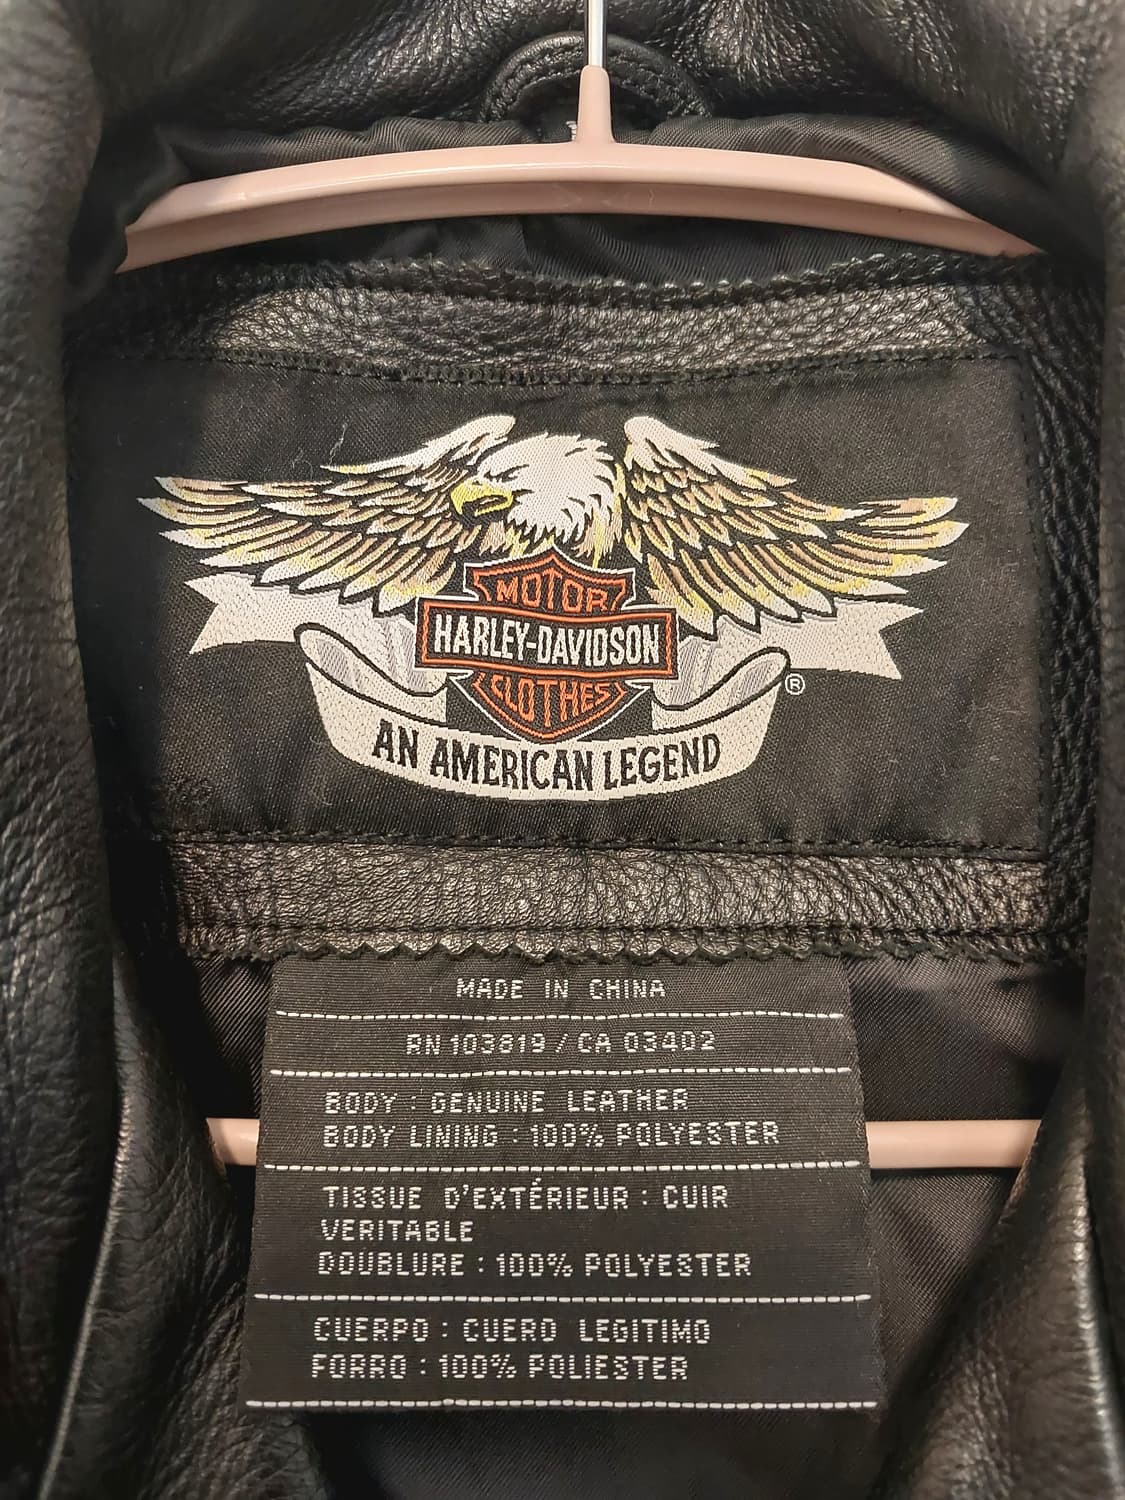 MOTOR
HARLEY-DAVIDSON
CLOTHES
®
AN AMERICAN LEGEND
MADE IN CHINA
RN 103819 / CA 03402
BODY : GENUINE LEATHER
BODY LINING : 100% POLYESTER
TISSUE D'EXTÉRIEUR : CUIR
VERITABLE
DOUBLURE : 100% POLYESTER
CUERPO : CUERO LEGITIMO
FORRO : 100% POLIESTER